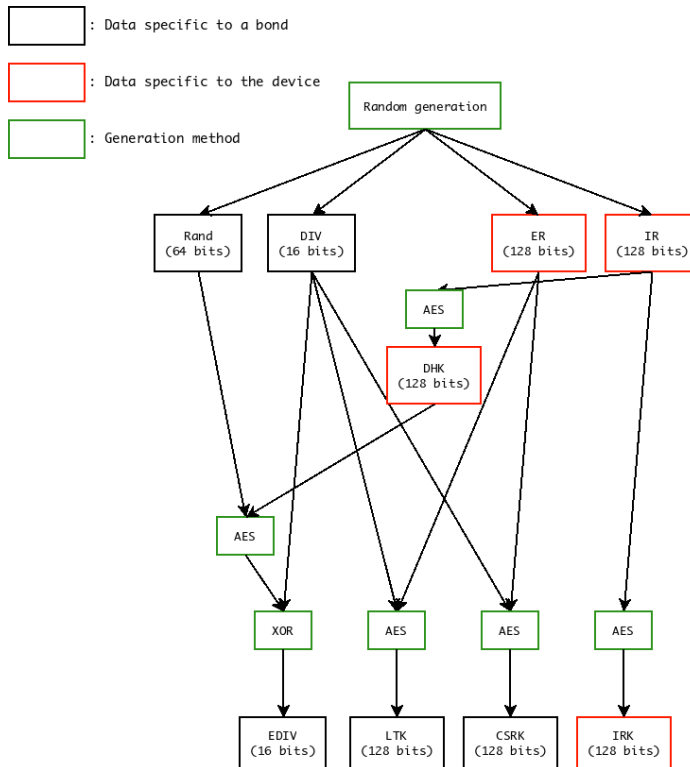 : Data specific to a bond
: Data specific to the device
: Generation method
Random generation
Rand
(64 bits)
DIV
(16 bits)
ER
(128 bits)
IR
(128 bits)
AES
DHK
(128 bits)
AES
XOR
AES
AES
AES
EDIV
(16 bits)
LTK
(128 bits)
CSRK
(128 bits)
IRK
(128 bits)